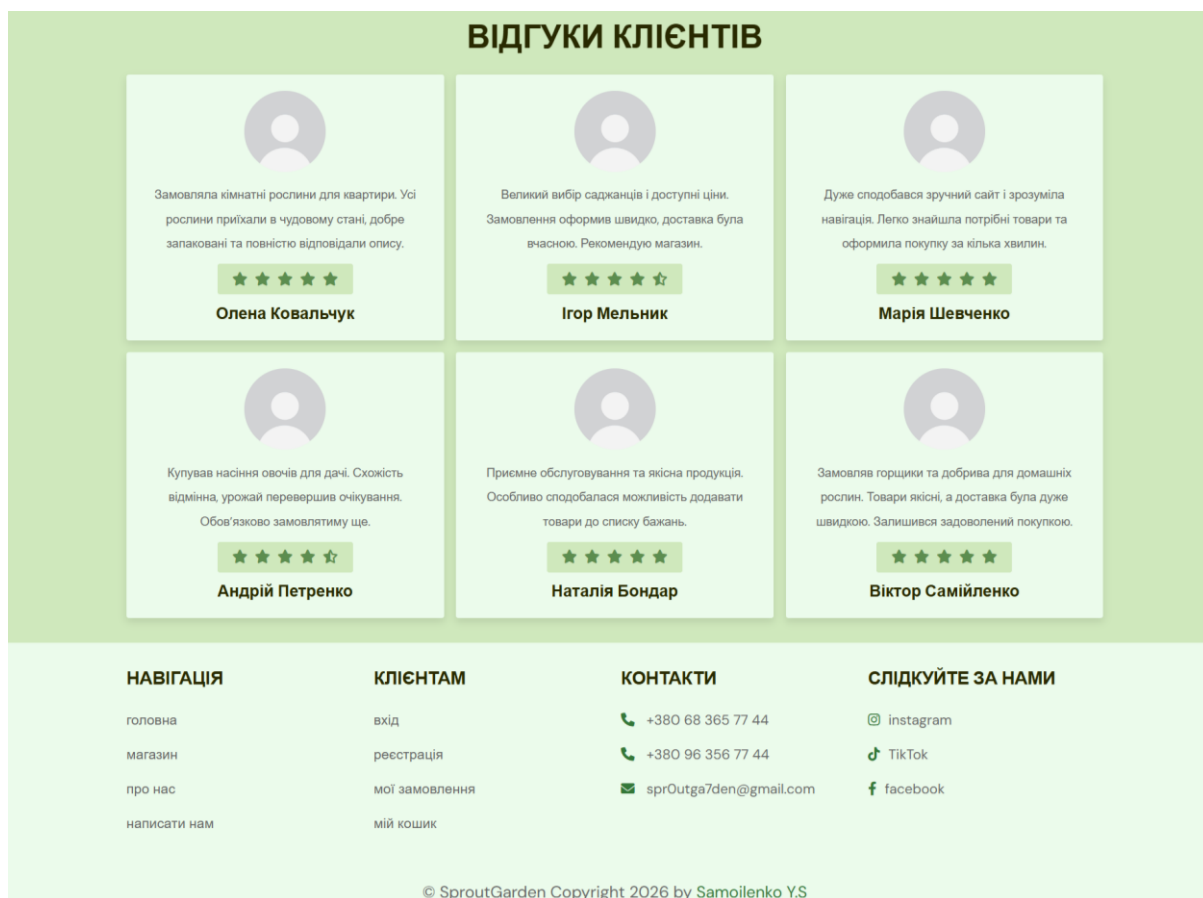 ВІДГУКИ КЛІЄНТІВ
Замовляла кімнатні рослини для квартири. Усі
рослини приїхали в чудовому стані, добре
запаковані та повністю відповідали опису.
Олена Ковальчук
Великий вибір саджанців і доступні ціни.
Замовлення оформив швидко, доставка була
вчасною. Рекомендую магазин.
Ігор Мельник
Дуже сподобався зручний сайт і зрозуміла
навігація. Легко знайшла потрібні товари та
оформила покупку за кілька хвилин.
Марія Шевченко
Купував насіння овочів для дачі. Схожість
відмінна, урожай перевершив очікування.
Обов'язково замовлятиму ще.
Андрій Петренко
Приємне обслуговування та якісна продукція.
Особливо сподобалася можливість додавати
товари до списку бажань.
Наталія Бондар
Замовляв горщики та добрива для домашніх
рослин. Товари якісні, а доставка була дуже
швидкою. Залишився задоволений покупкою.
Віктор Самійленко
НАВІГАЦІЯ
головна
магазин
про нас
написати нам
КЛІЄНТАМ
вхід
реєстрація
мої замовлення
мій кошик
КОНТАКТИ
+380 68 365 77 44
+380 96 356 77 44
spr0utga7den@gmail.com
СЛІДКУЙТЕ ЗА НАМИ
instagram
TikTok
facebook
© SproutGarden Copyright 2026 by Samoilenko Y.S